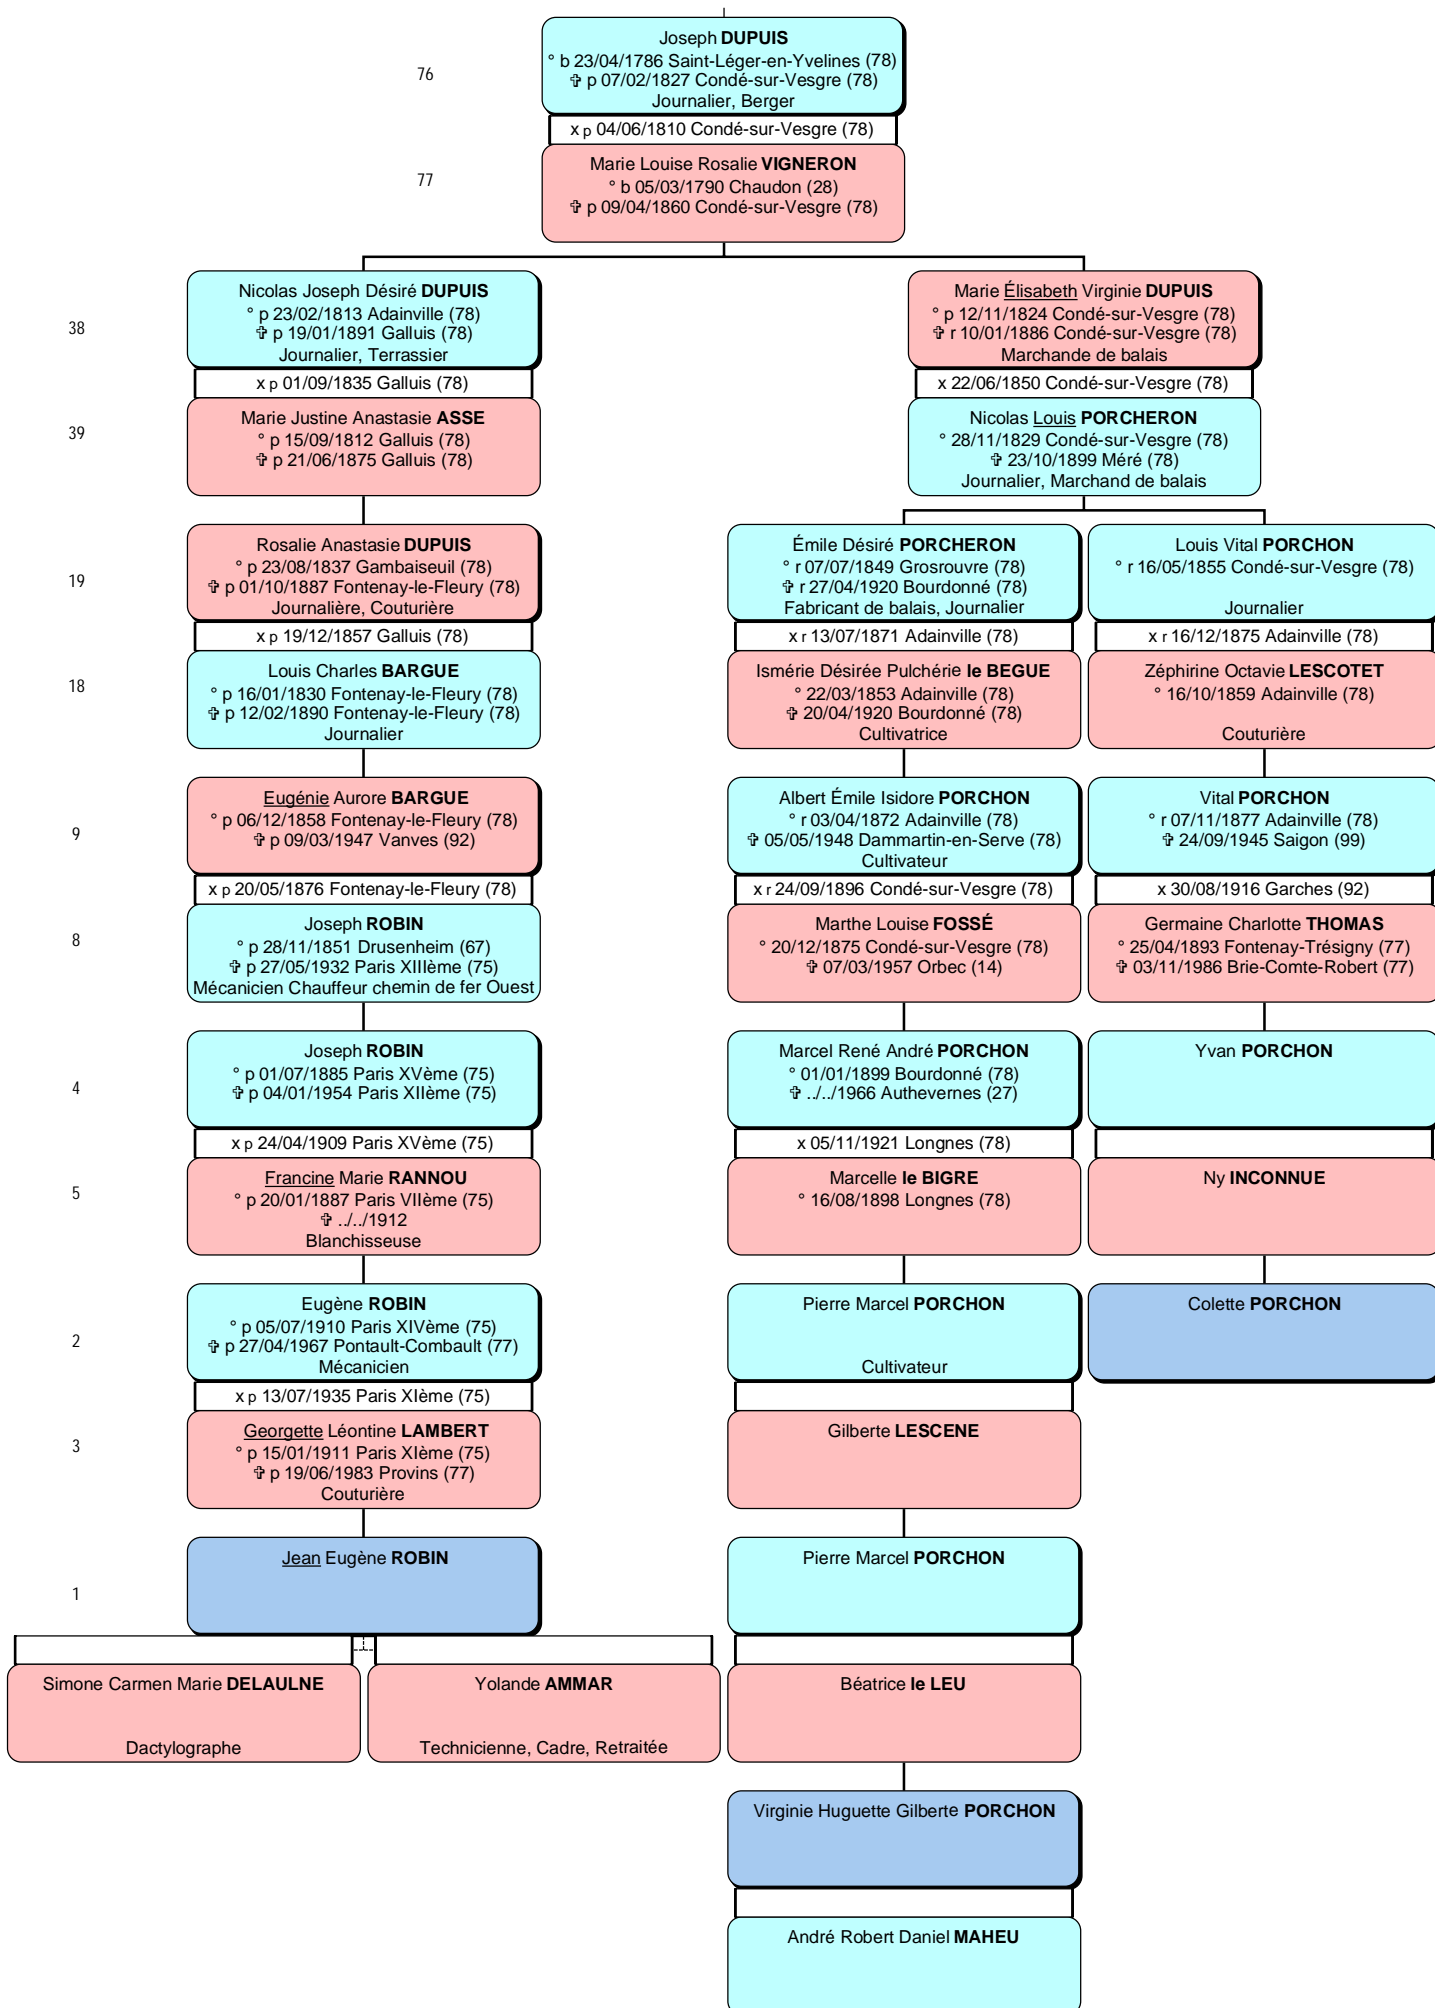 Joseph DUPUIS
° b 23/04/1786 Saint-Léger-en-Yvelines (78)
✞ p 07/02/1827 Condé-sur-Vesgre (78)
Journalier, Berger
76
x p 04/06/1810 Condé-sur-Vesgre (78)
Marie Louise Rosalie VIGNERON
° b 05/03/1790 Chaudon (28)
✞ p 09/04/1860 Condé-sur-Vesgre (78)
77
Nicolas Joseph Désiré DUPUIS
° p 23/02/1813 Adainville (78)
✞ p 19/01/1891 Galluis (78)
Journalier, Terrassier
38
x p 01/09/1835 Galluis (78)
Marie Justine Anastasie ASSE
° p 15/09/1812 Galluis (78)
✞ p 21/06/1875 Galluis (78)
39
Marie Élisabeth Virginie DUPUIS
° p 12/11/1824 Condé-sur-Vesgre (78)
✞ r 10/01/1886 Condé-sur-Vesgre (78)
Marchande de balais
x 22/06/1850 Condé-sur-Vesgre (78)
Nicolas Louis PORCHERON
° 28/11/1829 Condé-sur-Vesgre (78)
✞ 23/10/1899 Méré (78)
Journalier, Marchand de balais
Rosalie Anastasie DUPUIS
° p 23/08/1837 Gambaiseuil (78)
✞ p 01/10/1887 Fontenay-le-Fleury (78)
Journalière, Couturière
19
x p 19/12/1857 Galluis (78)
Louis Charles BARGUE
° p 16/01/1830 Fontenay-le-Fleury (78)
✞ p 12/02/1890 Fontenay-le-Fleury (78)
Journalier
18
Émile Désiré PORCHERON
° r 07/07/1849 Grosrouvre (78)
✞ r 27/04/1920 Bourdonné (78)
Fabricant de balais, Journalier
x r 13/07/1871 Adainville (78)
Ismérie Désirée Pulchérie le BEGUE
° 22/03/1853 Adainville (78)
✞ 20/04/1920 Bourdonné (78)
Cultivatrice
Louis Vital PORCHON
° r 16/05/1855 Condé-sur-Vesgre (78)
Journalier
x r 16/12/1875 Adainville (78)
Zéphirine Octavie LESCOTET
° 16/10/1859 Adainville (78)
Couturière
Eugénie Aurore BARGUE
° p 06/12/1858 Fontenay-le-Fleury (78)
✞ p 09/03/1947 Vanves (92)
9
x p 20/05/1876 Fontenay-le-Fleury (78)
Joseph ROBIN
° p 28/11/1851 Drusenheim (67)
✞ p 27/05/1932 Paris XIIIème (75)
Mécanicien Chauffeur chemin de fer Ouest
8
Albert Émile Isidore PORCHON
° r 03/04/1872 Adainville (78)
✞ 05/05/1948 Dammartin-en-Serve (78)
Cultivateur
x r 24/09/1896 Condé-sur-Vesgre (78)
Marthe Louise FOSSÉ
° 20/12/1875 Condé-sur-Vesgre (78)
✞ 07/03/1957 Orbec (14)
Vital PORCHON
° r 07/11/1877 Adainville (78)
✞ 24/09/1945 Saigon (99)
x 30/08/1916 Garches (92)
Germaine Charlotte THOMAS
° 25/04/1893 Fontenay-Trésigny (77)
✞ 03/11/1986 Brie-Comte-Robert (77)
Joseph ROBIN
° p 01/07/1885 Paris XVème (75)
✞ p 04/01/1954 Paris XIIème (75)
4
x p 24/04/1909 Paris XVème (75)
Francine Marie RANNOU
° p 20/01/1887 Paris VIIème (75)
✞ ../../1912
Blanchisseuse
5
Marcel René André PORCHON
° 01/01/1899 Bourdonné (78)
✞ ../../1966 Authevernes (27)
x 05/11/1921 Longnes (78)
Marcelle le BIGRE
° 16/08/1898 Longnes (78)
Yvan PORCHON
Ny INCONNUE
Eugène ROBIN
° p 05/07/1910 Paris XIVème (75)
✞ p 27/04/1967 Pontault-Combault (77)
Mécanicien
2
x p 13/07/1935 Paris XIème (75)
Georgette Léontine LAMBERT
° p 15/01/1911 Paris XIème (75)
✞ p 19/06/1983 Provins (77)
Couturière
3
Pierre Marcel PORCHON
Cultivateur
Gilberte LESCENE
Colette PORCHON
Jean Eugène ROBIN
1
Simone Carmen Marie DELAULNE
Dactylographe
Yolande AMMAR
Technicienne, Cadre, Retraitée
Pierre Marcel PORCHON
Béatrice le LEU
Virginie Huguette Gilberte PORCHON
André Robert Daniel MAHEU